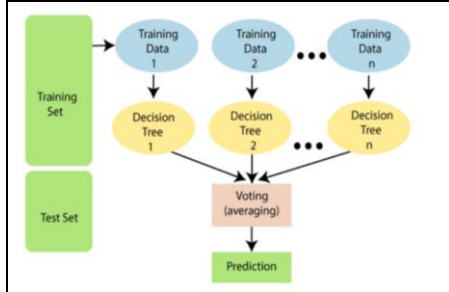 Training
Set
Training
Data
1
Training
Data
2
Training
Data
n
Decision
Tree
1
Decision
Tree
2
Decision
Tree
n
Test Set
Voting
(averaging)
Prediction